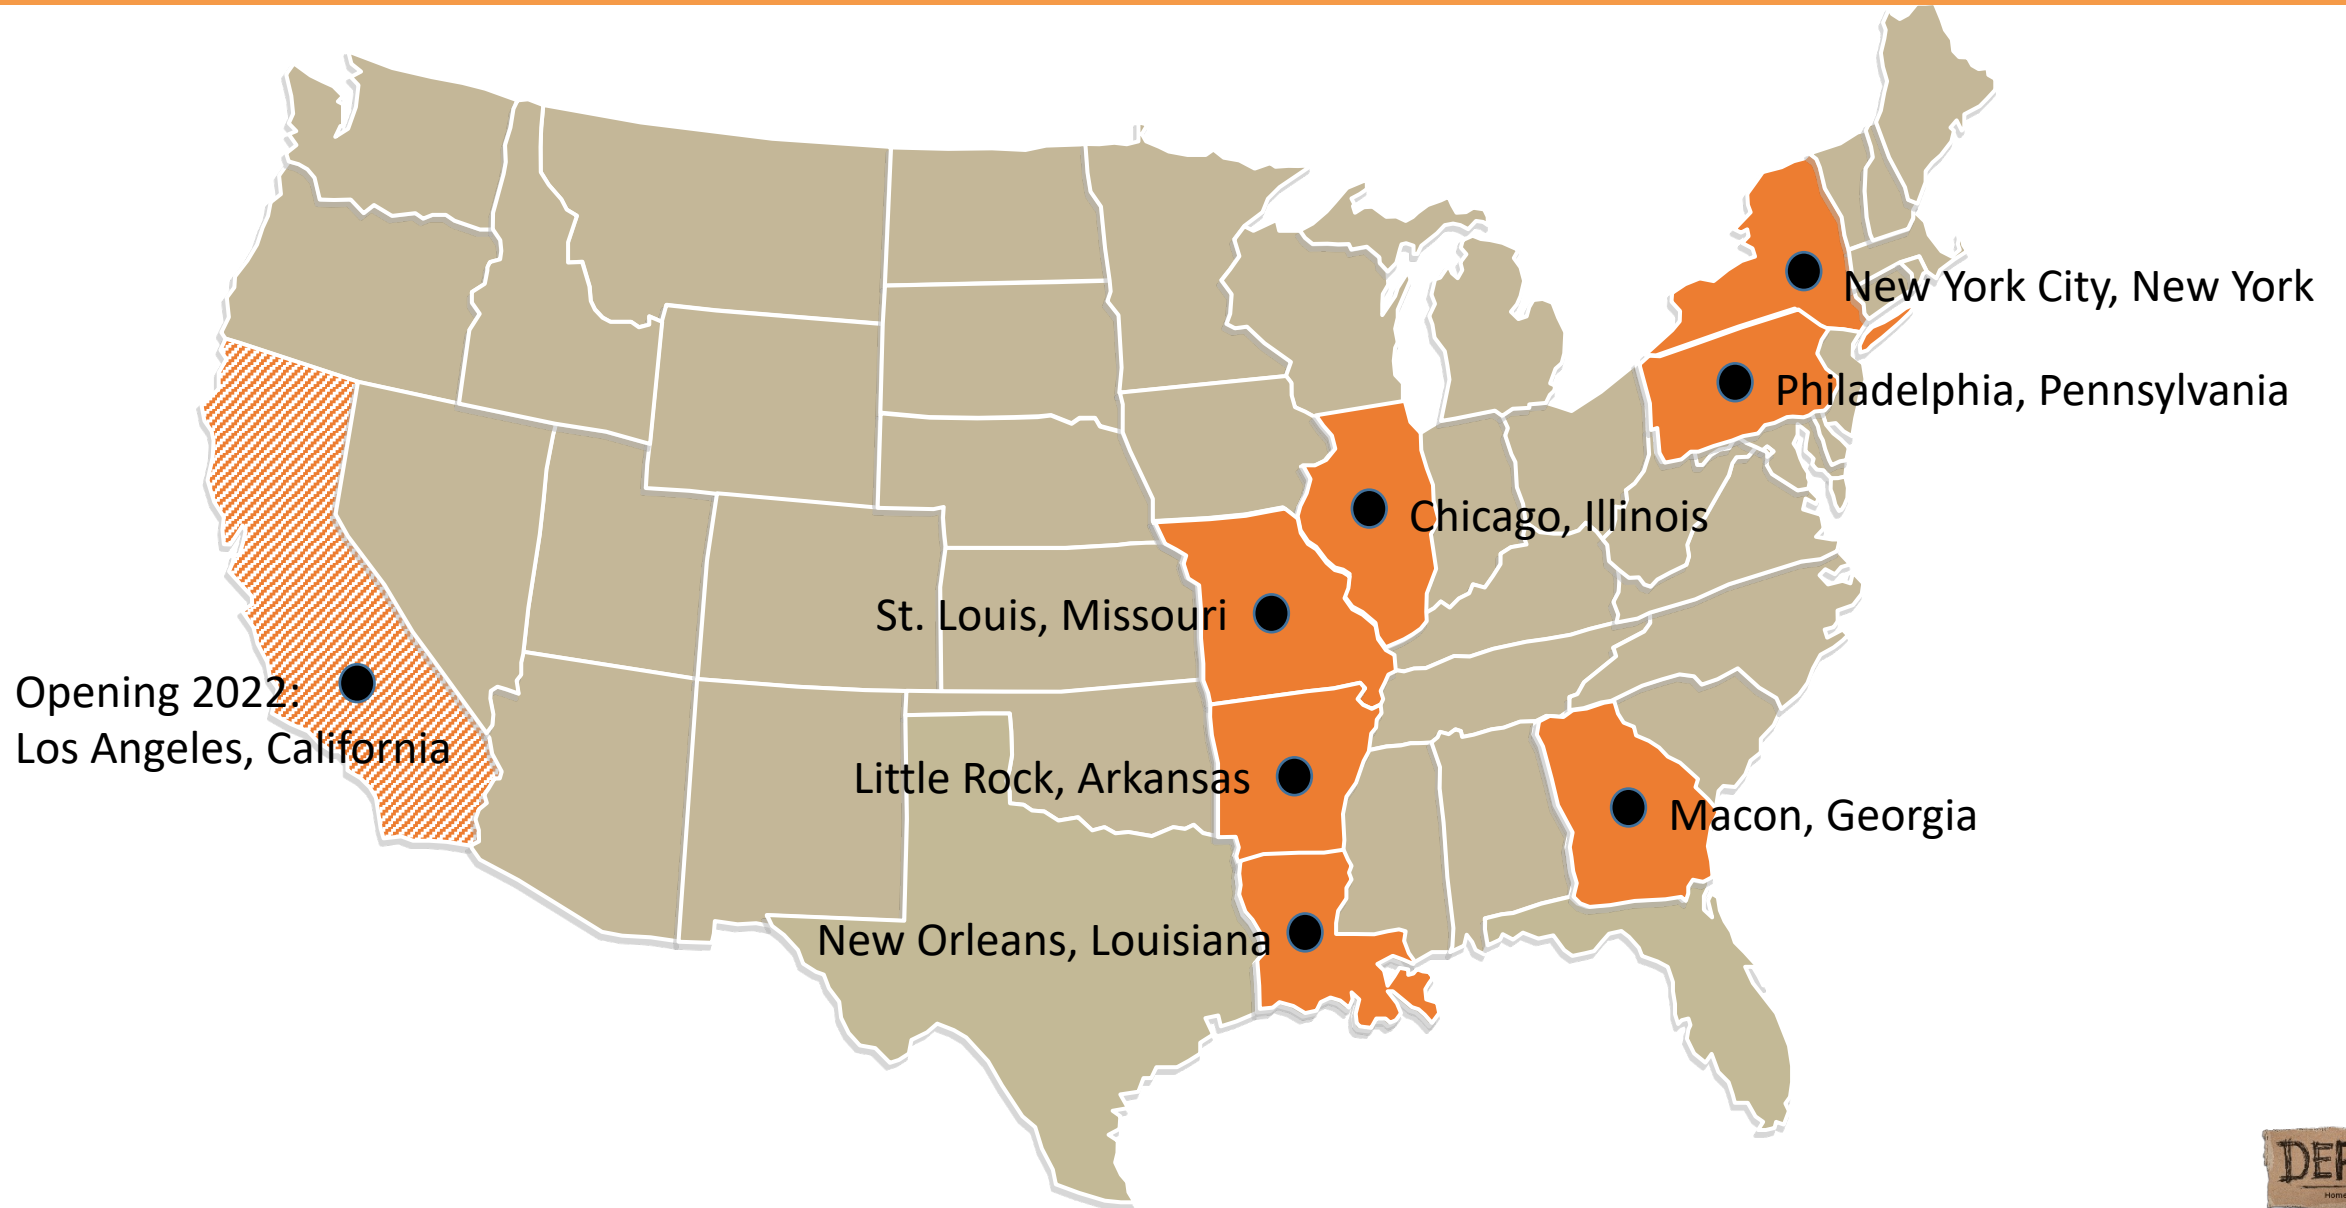 New York City, New York
Philadelphia, Pennsylvania
Chicago, Illinois
St. Louis, Missouri
Opening 2022:
Los Angeles, California
Little Rock, Arkansas
Macon, Georgia
New Orleans, Louisiana